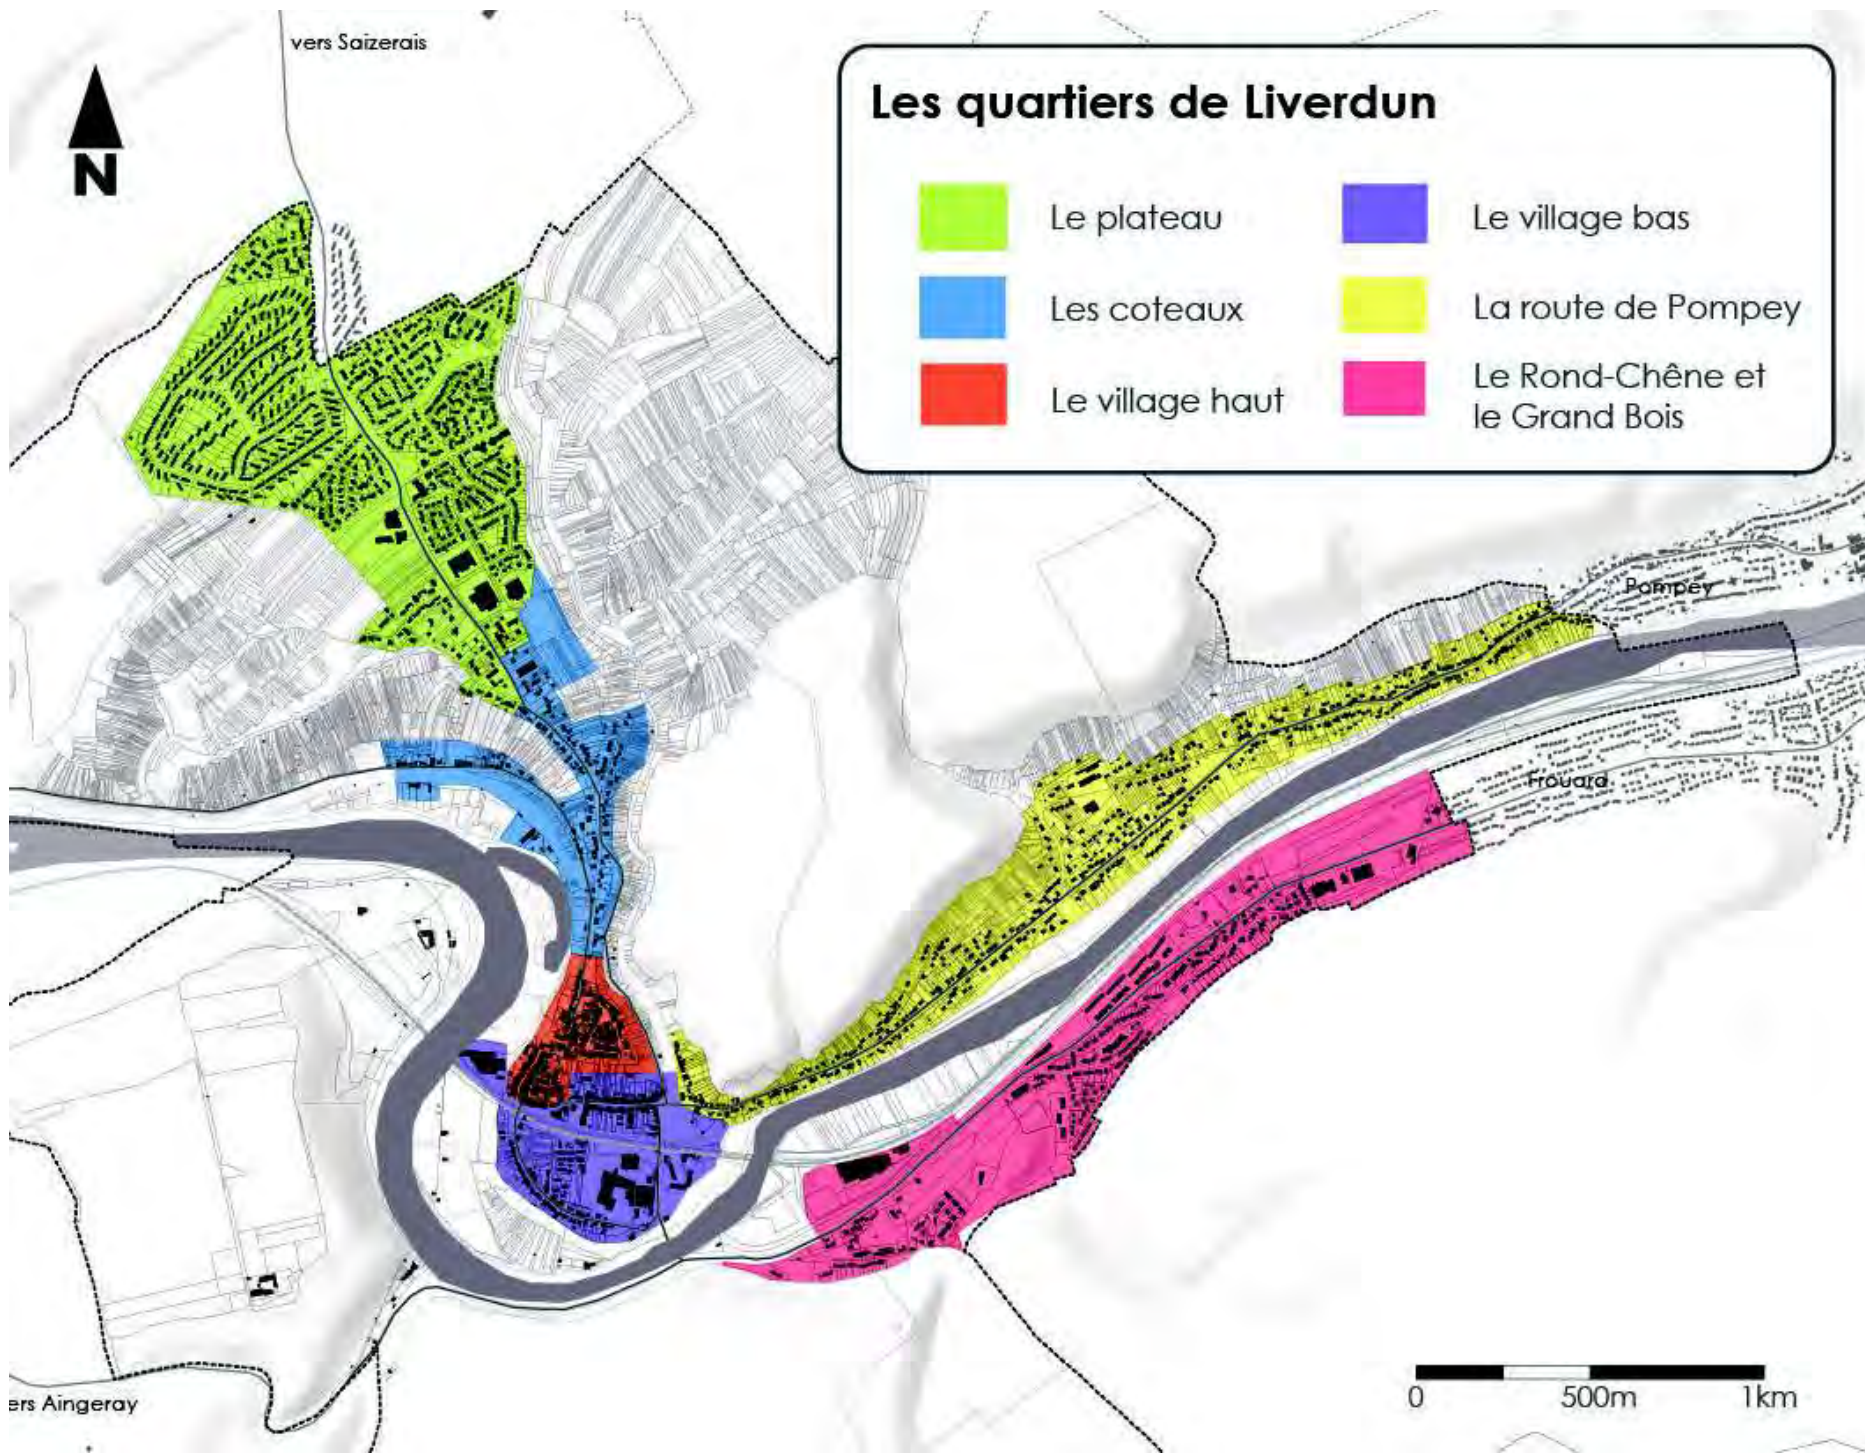 vers Saizerais
N
Les quartiers de Liverdun
Le plateau
Les coteaux
Le village haut
Le village bas
La route de Pompey
Le Rond-Chêne et
le Grand Bois
Pompey
Frouard
ers Aingeray
0 500m 1km